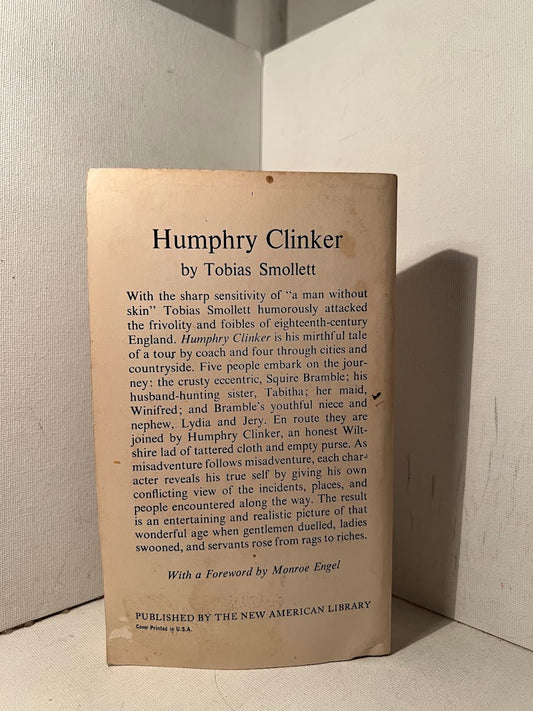 Humphry Clinker
by Tobias Smollett
With the sharp sensitivity of "a man without
skin" Tobias Smollett humorously attacked
the frivolity and foibles of eighteenth-century
England. Humphry Clinker is his mirthful tale
of a tour by coach and four through cities and
countryside. Five people embark on the jour-
ney: the crusty eccentric, Squire Bramble; his
husband-hunting sister, Tabitha; her maid,
Winifred; and Bramble's youthful niece and
nephew, Lydia and Jery. En route they are
joined by Humphry Clinker, an honest Wilt-
shire lad of tattered cloth and empty purse. As
misadventure follows misadventure, each char-
acter reveals his true self by giving his own
conflicting view of the incidents, places, and
people encountered along the way. The result
is an entertaining and realistic picture of that
wonderful age when gentlemen duelled, ladies
swooned, and servants rose from rags to riches.
With a Foreword by Monroe Engel
PUBLISHED BY THE NEW AMERICAN LIBRARY
Cover Printed in U.S.A.